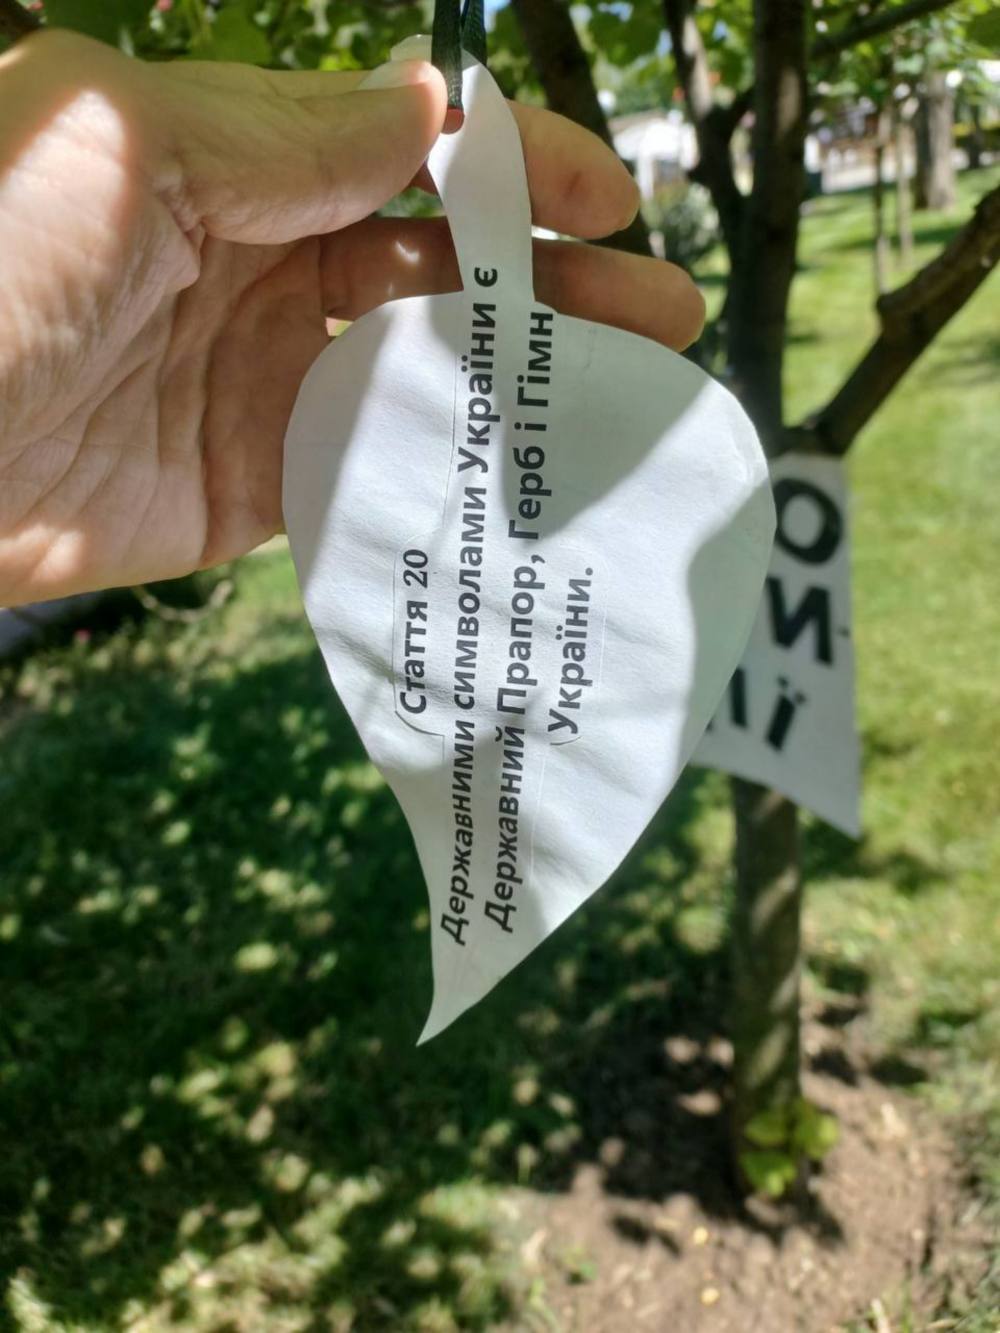 Стаття 20
Державними символами України є
Державний Прапор, Герб і Гімн
України.